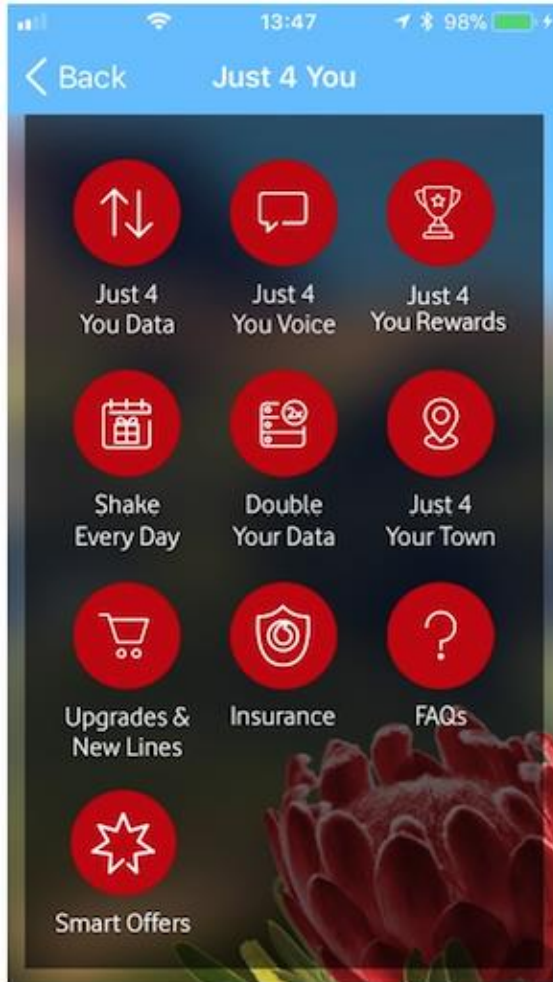 13:47 98%
Back Just 4 You
Just 4 Just 4 Just 4
You Data You Voice You Rewards
2x
Shake Double Just 4
Every Day Your Data Your Town
Upgrades & Insurance FAQs
New Lines
Smart Offers